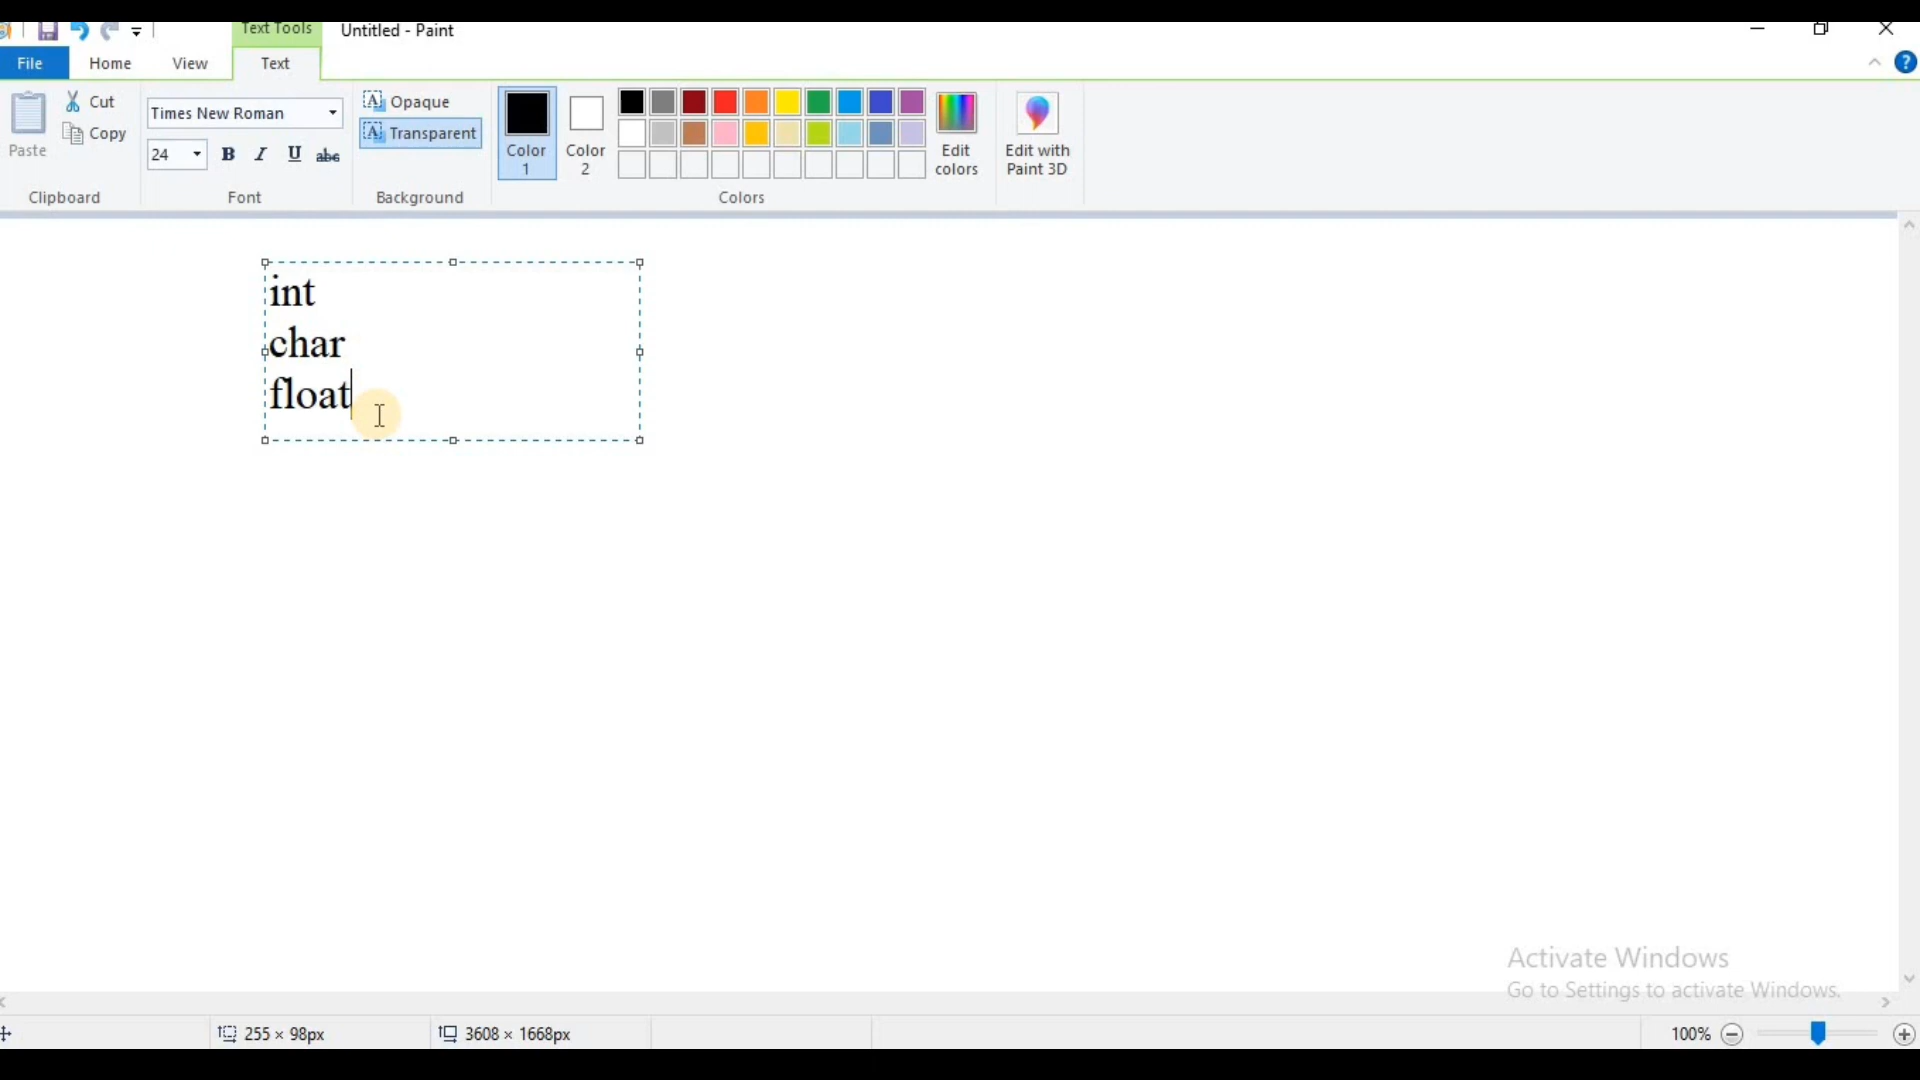 Text Tools
Untitled - Paint
File
Home
View
Text
?
Paste
Cut
Copy
Clipboard
Times New Roman
24
B
I
U
abc
Font
A Opaque
A Transparent
Background
Color
1
Color
2
Colors
Edit
colors
Edit with
Paint 3D
int
char
float
Activate Windows
Go to Settings to activate Windows.
255 × 98px
3608 × 1668px
100%